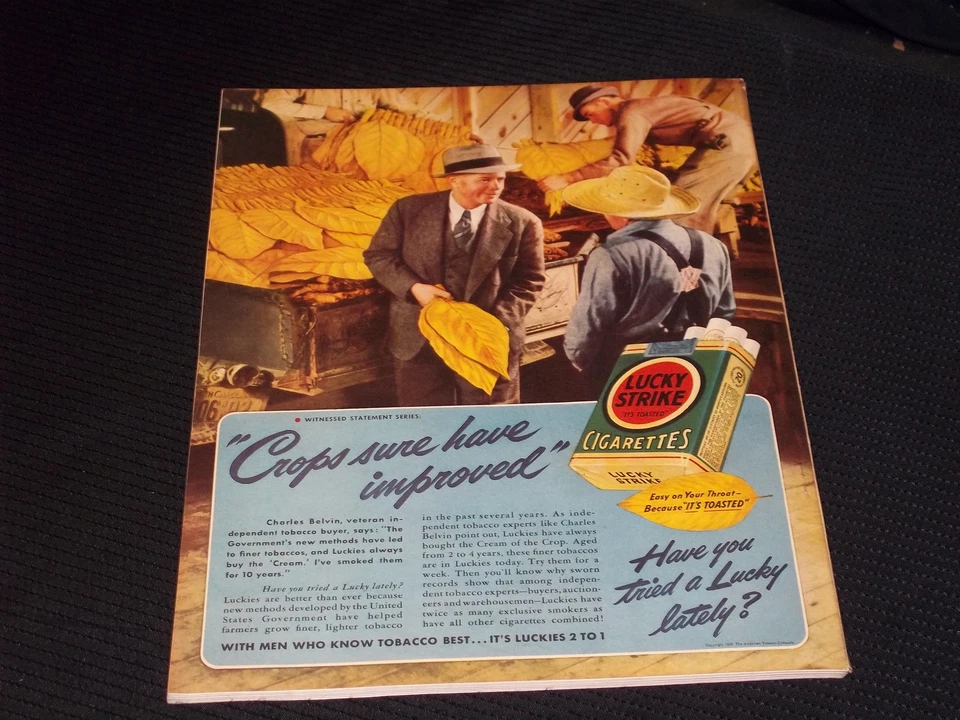 WITNESSED STATEMENT SERIES:
"Crops sure have
improved"
Charles Belvin, veteran in-
dependent tobacco buyer, says: "The
Government's new methods have led
to finer tobaccos, and Luckies always
buy the 'Cream.' I've smoked them
for 10 years."
Have you tried a Lucky lately?
Luckies are better than ever because
new methods developed by the United
States Government have helped
farmers grow finer, lighter tobacco
in the past several years. As inde-
pendent tobacco experts like Charles
Belvin point out, Luckies have always
bought the Cream of the Crop. Aged
from 2 to 4 years, these finer tobaccos
are in Luckies today. Try them for a
week. Then you'll know why sworn
records show that among indepen-
dent tobacco experts—buyers, auction-
eers and warehousemen—Luckies have
twice as many exclusive smokers as
have all other cigarettes combined!
WITH MEN WHO KNOW TOBACCO BEST...IT'S LUCKIES 2 TO 1
LUCKY
STRIKE
"IT'S TOASTED"
CIGARETTES
LUCKY
STRIKE
Easy on Your Throat—
Because "IT'S TOASTED"
Have you
tried a Lucky
lately?